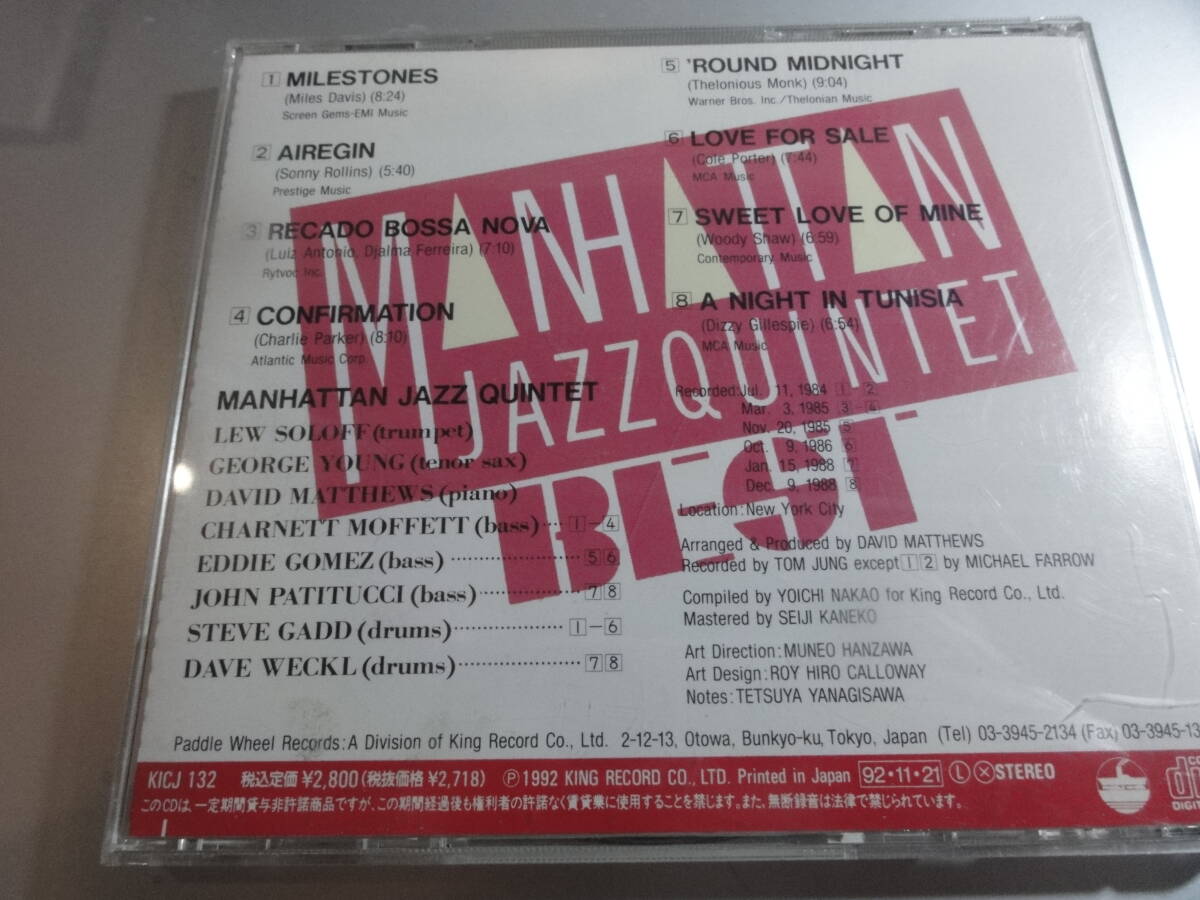 1 MILESTONES
(Miles Davis) (8:24)
Screen Gems-EMI Music
2 AIREGIN
(Sonny Rollins) (5:40)
Prestige Music
3 RECADO BOSSA NOVA
(Luiz Antonio, Djalma Ferreira) (7:10)
Rytvoc Inc.
4 CONFIRMATION
(Charlie Parker) (8:10)
Atlantic Music Corp.
5 'ROUND MIDNIGHT
(Thelonious Monk) (9:04)
Warner Bros. Inc./Thelonian Music
6 LOVE FOR SALE
(Cole Porter) (7:44)
MCA Music
7 SWEET LOVE OF MINE
(Woody Shaw) (6:59)
Contemporary Music
8 A NIGHT IN TUNISIA
(Dizzy Gillespie) (6:54)
MCA Music
MANHATTAN
JAZZ QUINTET
BEST
MANHATTAN JAZZ QUINTET
LEW SOLOFF (trumpet)
GEORGE YOUNG (tenor sax)
DAVID MATTHEWS (piano)
CHARNETT MOFFETT (bass)····1–4
EDDIE GOMEZ (bass)····················56
JOHN PATITUCCI (bass)················78
STEVE GADD (drums)·················1–6
DAVE WECKL (drums)···················78
Recorded: Jul. 11, 1984 1–2
Mar. 3, 1985 3–4
Nov. 20, 1985 5
Oct. 9, 1986 6
Jan. 15, 1988 7
Dec. 9, 1988 8
Location: New York City
Arranged & Produced by DAVID MATTHEWS
Recorded by TOM JUNG except 1 2 by MICHAEL FARROW
Compiled by YOICHI NAKAO for King Record Co., Ltd.
Mastered by SEIJI KANEKO
Art Direction: MUNEO HANZAWA
Art Design: ROY HIRO CALLOWAY
Notes: TETSUYA YANAGISAWA
Paddle Wheel Records: A Division of King Record Co., Ltd. 2-12-13, Otowa, Bunkyo-ku, Tokyo, Japan (Tel) 03-3945-2134 (Fax) 03-3945-13
KICJ 132 税込定価 ¥2,800 (税抜価格 ¥2,718) Ⓟ1992 KING RECORD CO., LTD. Printed in Japan 92·11·21 Ⓛ Ⓧ STEREO
このCDは、一定期間貸与非許諾商品ですが、この期間経過後も権利者の許諾なく賃貸業に使用することを禁じます。また、無断録音は法律で禁じられています。